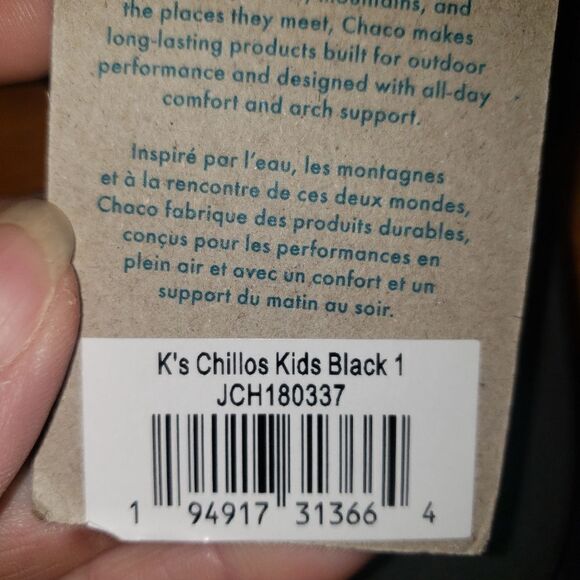 mountains, and
the places they meet, Chaco makes
long-lasting products built for outdoor
performance and designed with all-day
comfort and arch support.
Inspiré par l'eau, les montagnes
et à la rencontre de ces deux mondes,
Chaco fabrique des produits durables,
conçus pour les performances en
plein air et avec un confort et un
support du matin au soir.
K's Chillos Kids Black 1
JCH180337
1 94917 31366 4